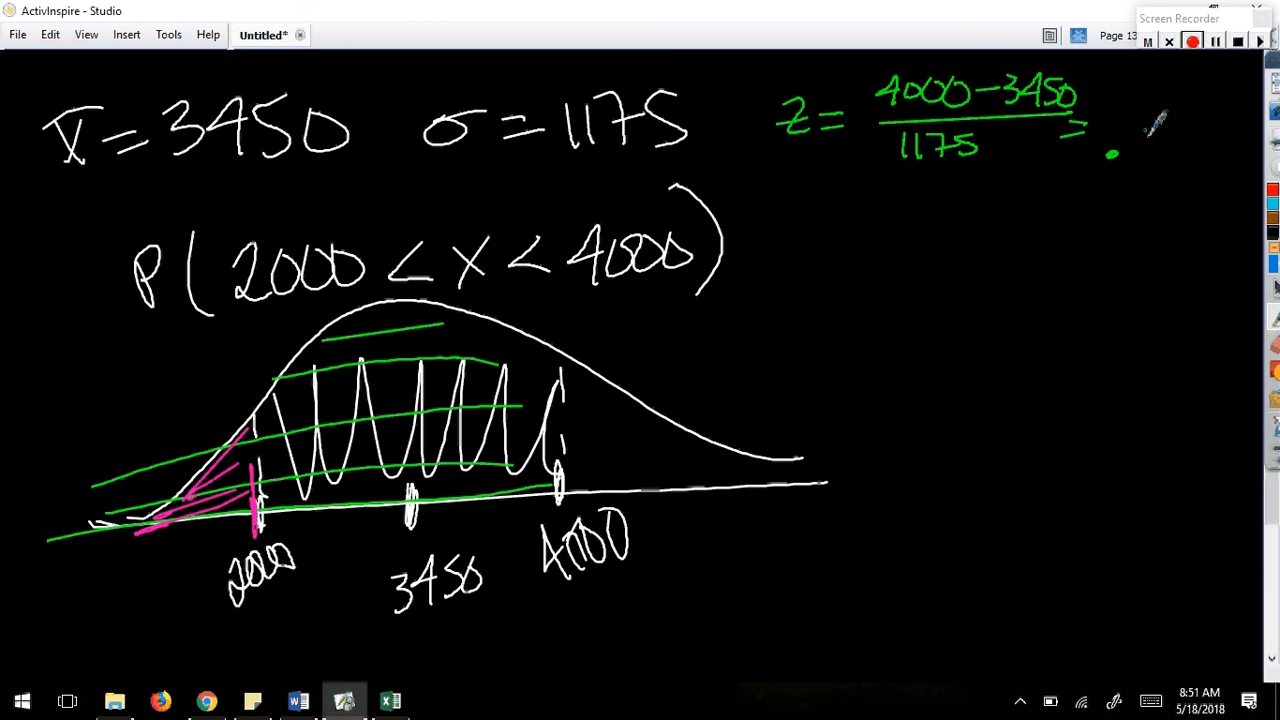 ActivInspire - Studio
Screen Recorder
File Edit View Insert Tools Help Untitled* Page 13
M
X̄ = 3450 σ = 1175 z = 4000 - 3450 / 1175 = .
P(2000 < x < 4000)
2000 3450 4000
8:51 AM
5/18/2018